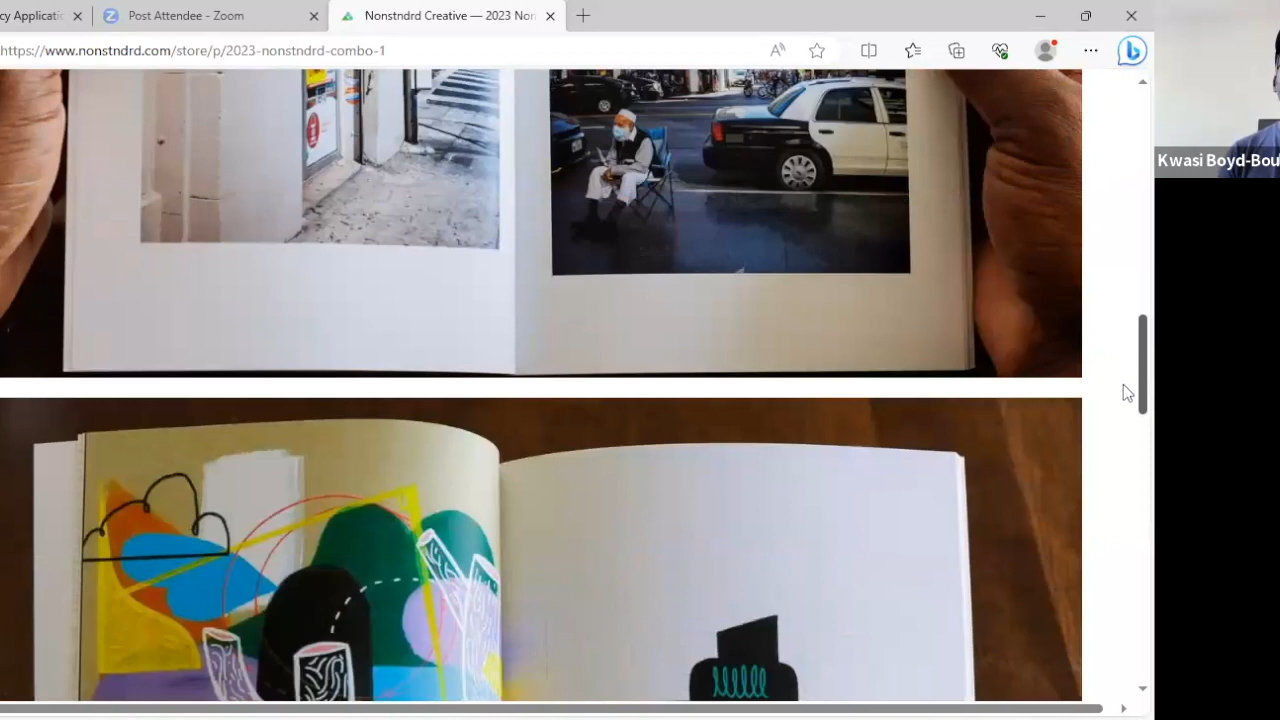 cy Applicatio
Post Attendee - Zoom
Nonstndrd Creative — 2023 Non
https://www.nonstndrd.com/store/p/2023-nonstndrd-combo-1
Kwasi Boyd-Bou